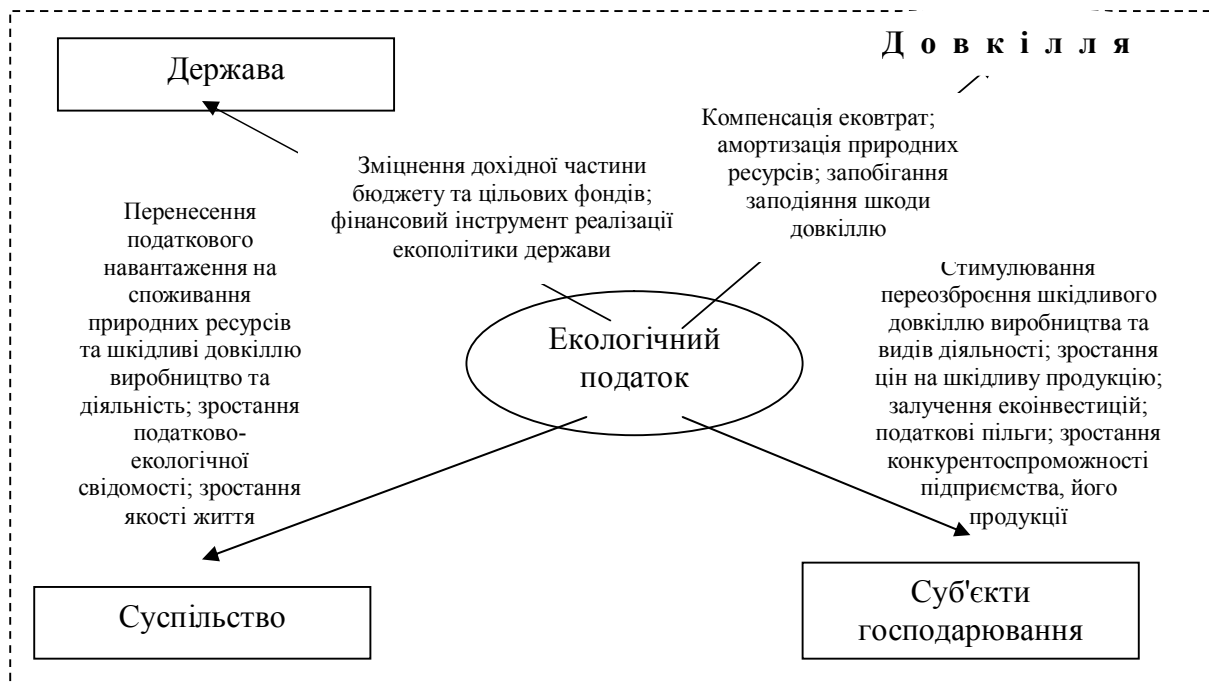 Держава
Д о в к і л л я
Компенсація ековтрат;
амортизація природних
ресурсів; запобігання
заподіяння шкоди
довкіллю
Зміцнення дохідної частини
бюджету та цільових фондів;
фінансовий інструмент реалізації
екополітики держави
Перенесення
податкового
навантаження на
споживання
природних ресурсів
та шкідливі довкіллю
виробництво та
діяльність; зростання
податково-
екологічної
свідомості; зростання
якості життя
Стимулювання
переозброєння шкідливого
довкіллю виробництва та
видів діяльності; зростання
цін на шкідливу продукцію;
залучення екоінвестицій;
податкові пільги; зростання
конкурентоспроможності
підприємства, його
продукції
Екологічний
податок
Суспільство
Суб'єкти
господарювання